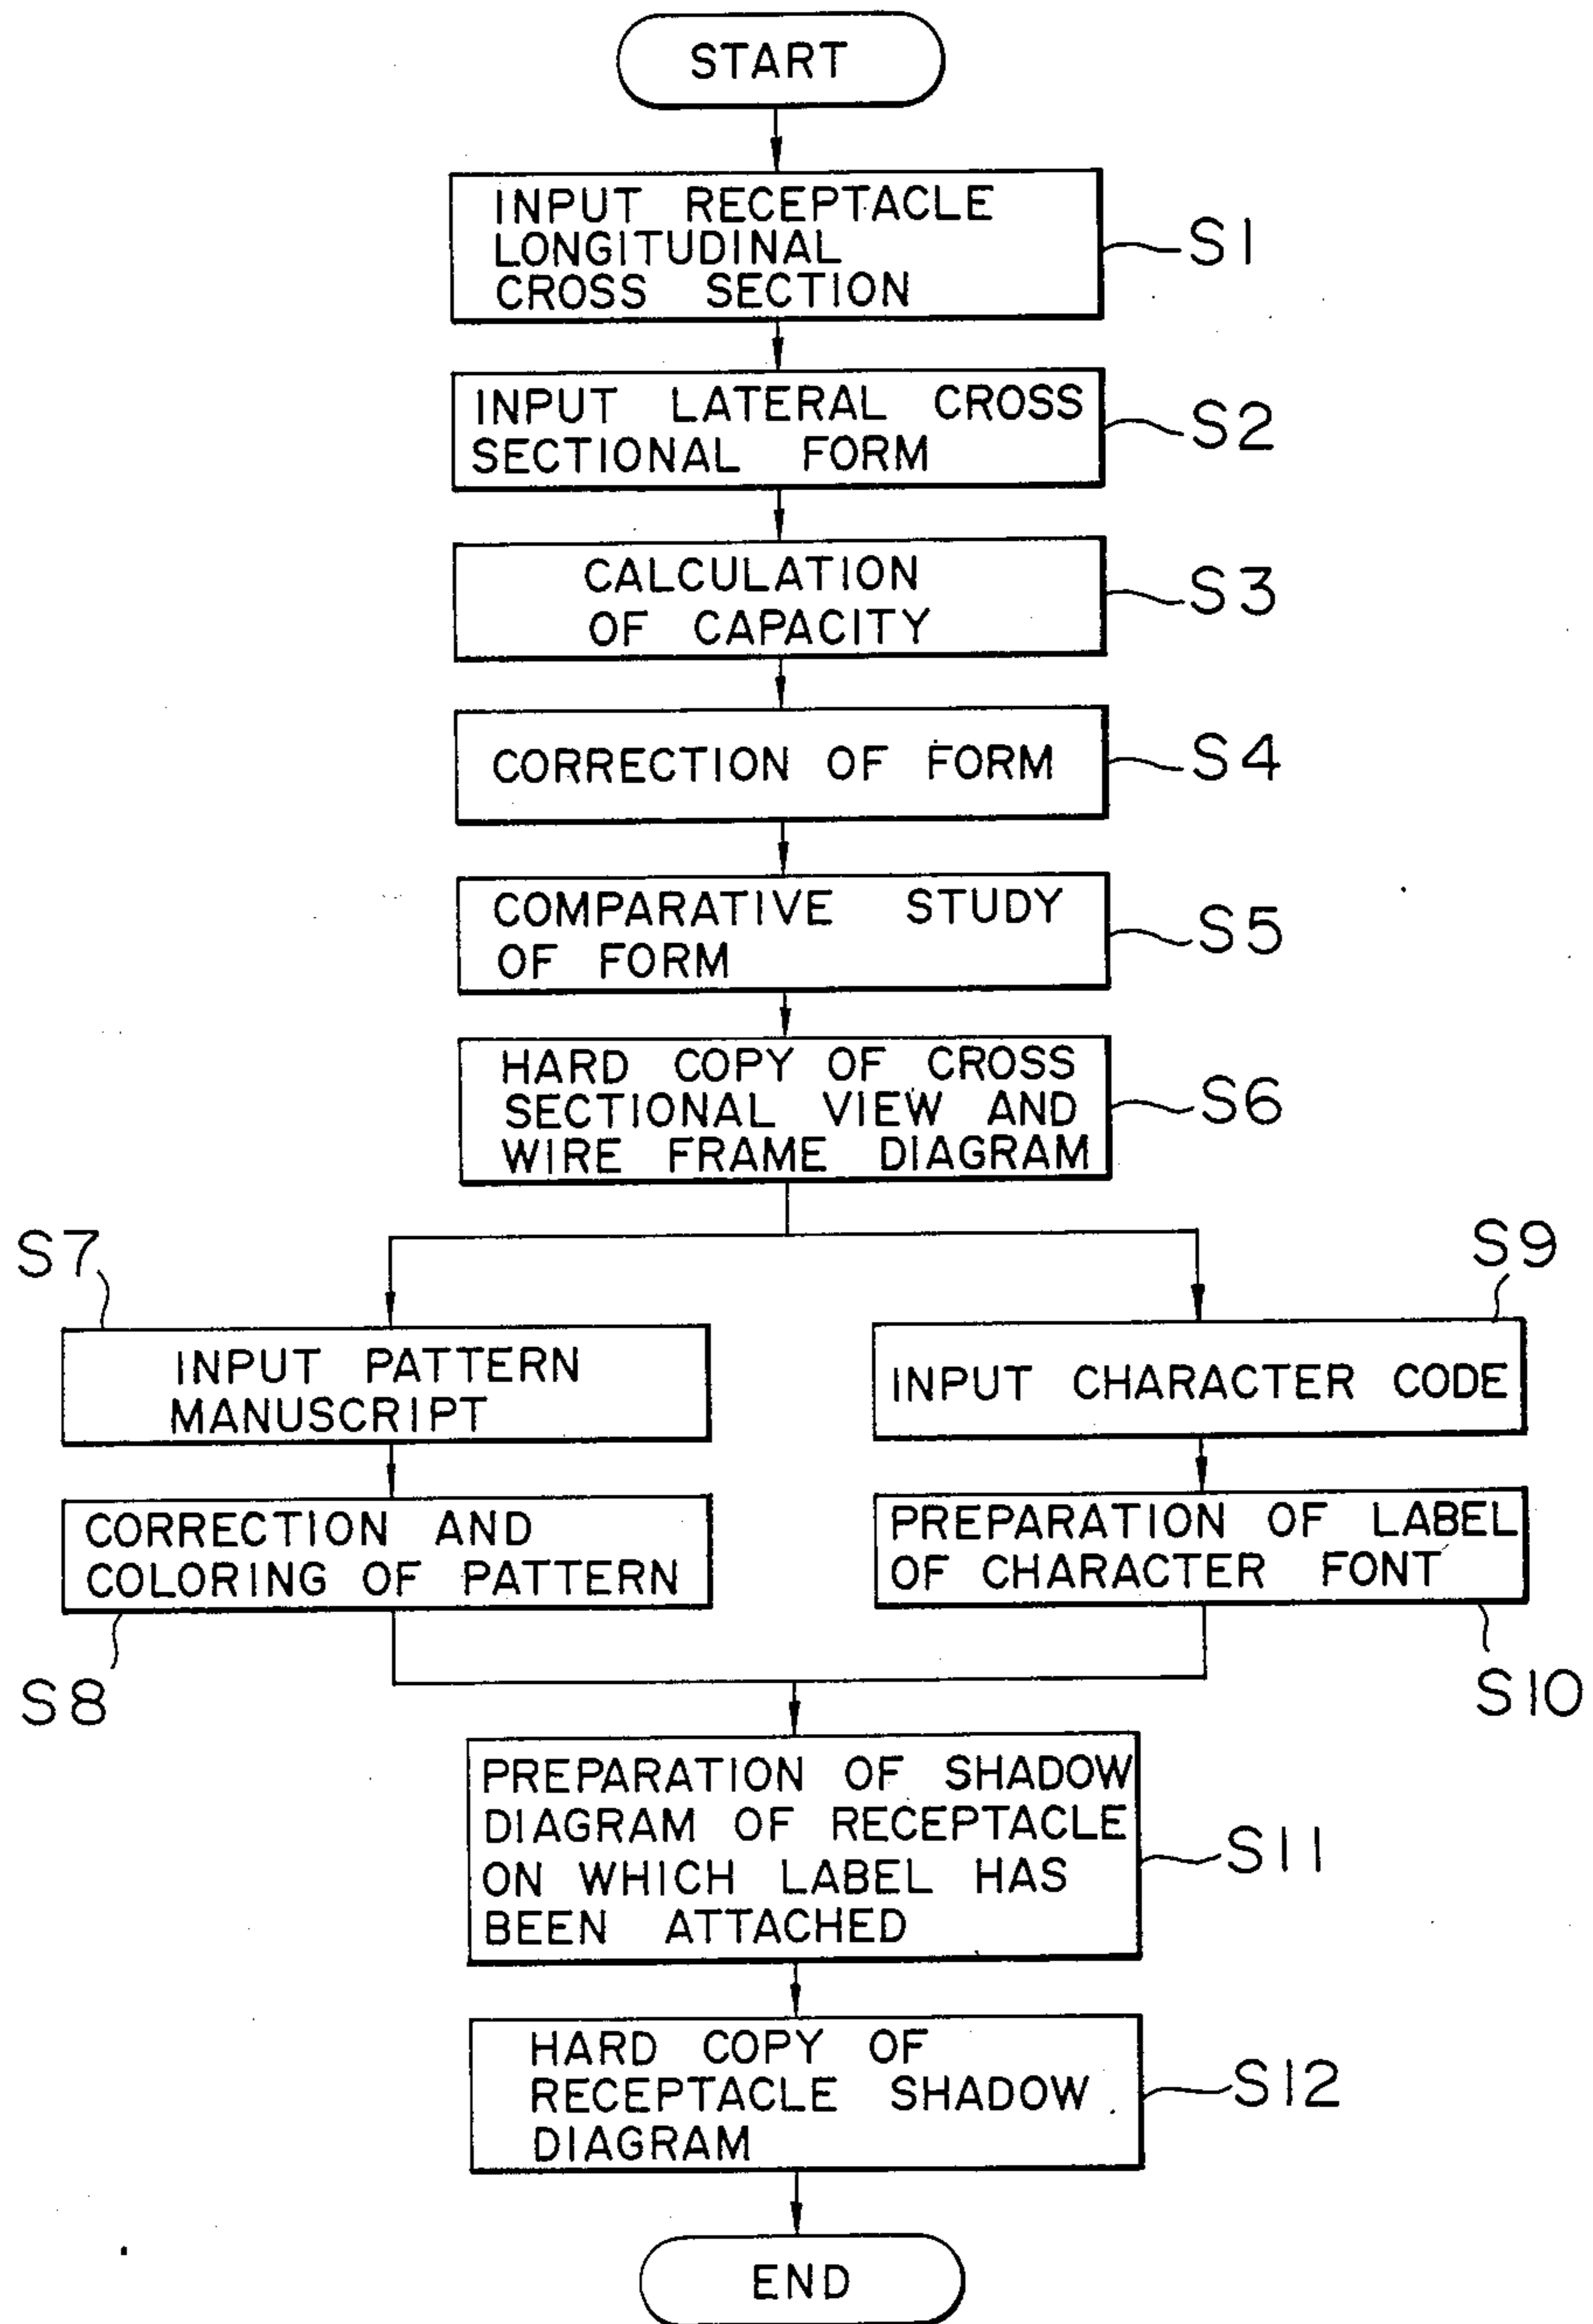 START
INPUT RECEPTACLE
LONGITUDINAL
CROSS SECTION
S1
INPUT LATERAL CROSS
SECTIONAL FORM
S2
CALCULATION
OF CAPACITY
S3
CORRECTION OF FORM
S4
COMPARATIVE STUDY
OF FORM
S5
HARD COPY OF CROSS
SECTIONAL VIEW AND
WIRE FRAME DIAGRAM
S6
S7
INPUT PATTERN
MANUSCRIPT
CORRECTION AND
COLORING OF PATTERN
S8
S9
INPUT CHARACTER CODE
PREPARATION OF LABEL
OF CHARACTER FONT
S10
PREPARATION OF SHADOW
DIAGRAM OF RECEPTACLE
ON WHICH LABEL HAS
BEEN ATTACHED
S11
HARD COPY OF
RECEPTACLE SHADOW
DIAGRAM
S12
END